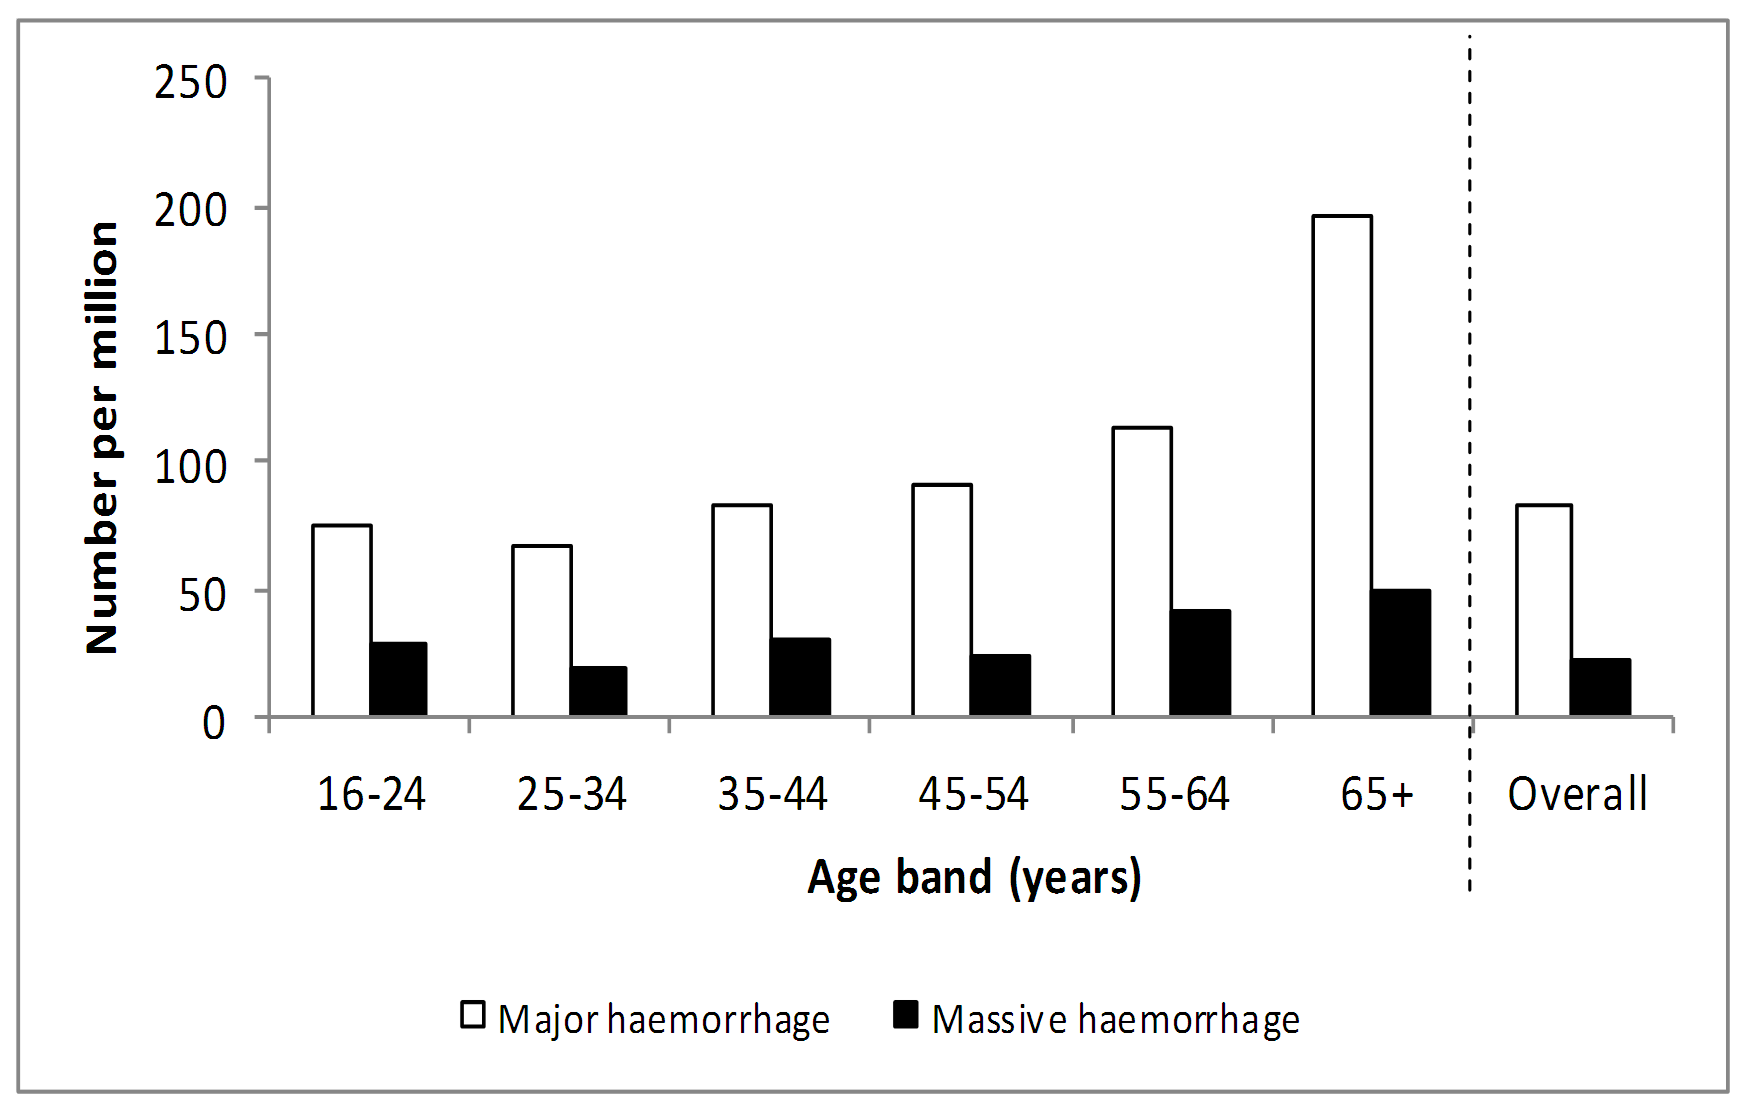 250
200
150
100
50
0
Number per million
16-24 25-34 35-44 45-54 55-64 65+ Overall
Age band (years)
Major haemorrhage Massive haemorrhage